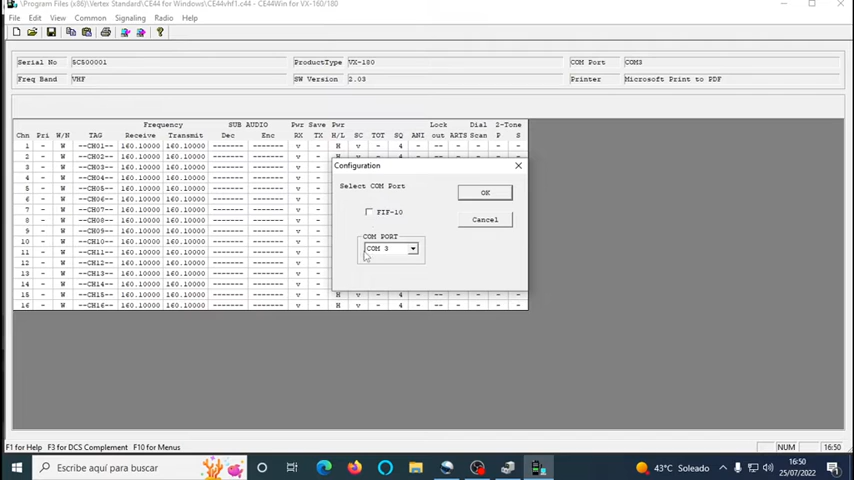 \Program Files (x86)\Vertex Standard\CE44 for Windows\CE44vhf1.c44 - CE44Win for VX-160/180
File Edit View Bank Common Signaling Radio Help
Serial No 5C500001 ProductType VX-180 COM Port COM3
Freq Band VHF SW Version 2.03 Printer Microsoft Print to PDF
Frequency SUB AUDIO Pwr Save Pwr Lock Dial 2-Tone
Chn Pri W/N TAG Receive Transmit Dec Enc RX TX H/L SC TOT SQ ANI out ARTS Scan P S
1 - W --CH01-- 160.10000 160.10000 ------- ------- v - H v - 4 - - - - - -
2 - W --CH02-- 160.10000 160.10000 ------- ------- v - H v - 4 - - - - - -
3 - W --CH03-- 160.10000 160.10000
4 - W --CH04-- 160.10000 160.10000
5 - W --CH05-- 160.10000 160.10000
6 - W --CH06-- 160.10000 160.10000
7 - W --CH07-- 160.10000 160.10000
8 - W --CH08-- 160.10000 160.10000
9 - W --CH09-- 160.10000 160.10000
10 - W --CH10-- 160.10000 160.10000
11 - W --CH11-- 160.10000 160.10000
12 - W --CH12-- 160.10000 160.10000
13 - W --CH13-- 160.10000 160.10000
14 - W --CH14-- 160.10000 160.10000
15 - W --CH15-- 160.10000 160.10000 ------- ------- v - H v - 4 - - - - - -
16 - W --CH16-- 160.10000 160.10000 ------- ------- v - H v - 4 - - - - - -
Configuration
Select COM Port
OK
FIF-10
Cancel
COM PORT
COM 3
F1 for Help F3 for DCS Complement F10 for Menus NUM 16:50
Escribe aquí para buscar
43°C Soleado
16:50
25/07/2022